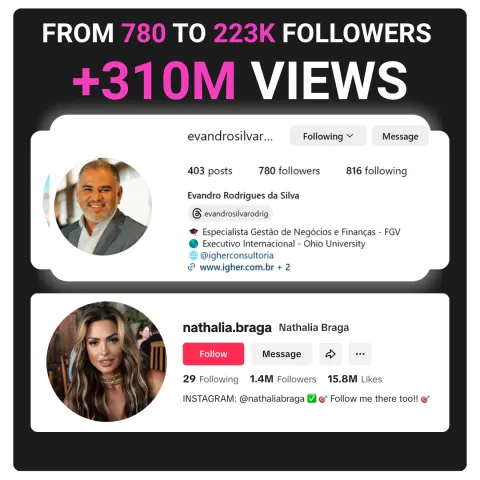 FROM 780 TO 223K FOLLOWERS
+310M VIEWS
evandrosilvar... Following Message
403 posts 780 followers 816 following
Evandro Rodrigues da Silva
evandrosilvarodrig
🎓 Especialista Gestão de Negócios e Finanças - FGV
🌎 Executivo Internacional - Ohio University
🌐 @igherconsultoria
www.igher.com.br + 2
nathalia.braga Nathalia Braga
Follow Message ...
29 Following 1.4M Followers 15.8M Likes
INSTAGRAM: @nathaliabraga ✅ 🎯 Follow me there too!! 🎯